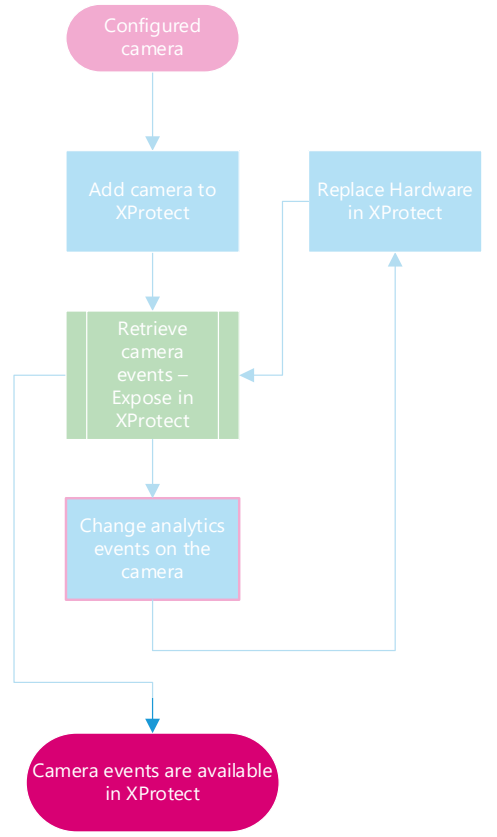 Configured
camera
Add camera to
XProtect
Replace Hardware
in XProtect
Retrieve
camera
events –
Expose in
XProtect
Change analytics
events on the
camera
Camera events are available
in XProtect